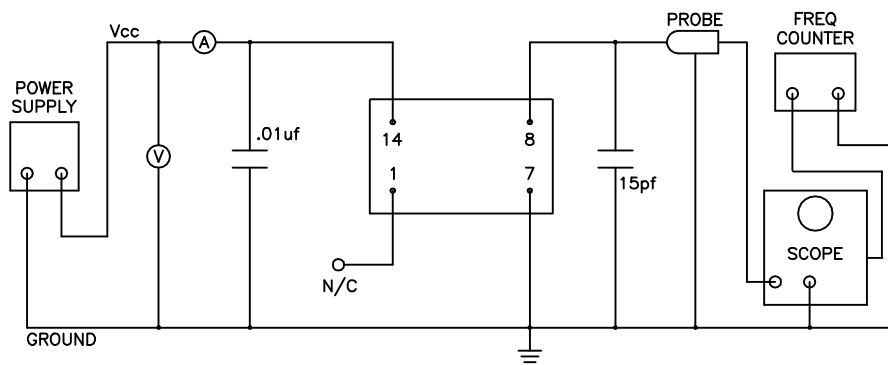 Vcc
A
PROBE
FREQ
COUNTER
POWER
SUPPLY
.01uf
14
8
V
1
7
15pf
SCOPE
N/C
GROUND